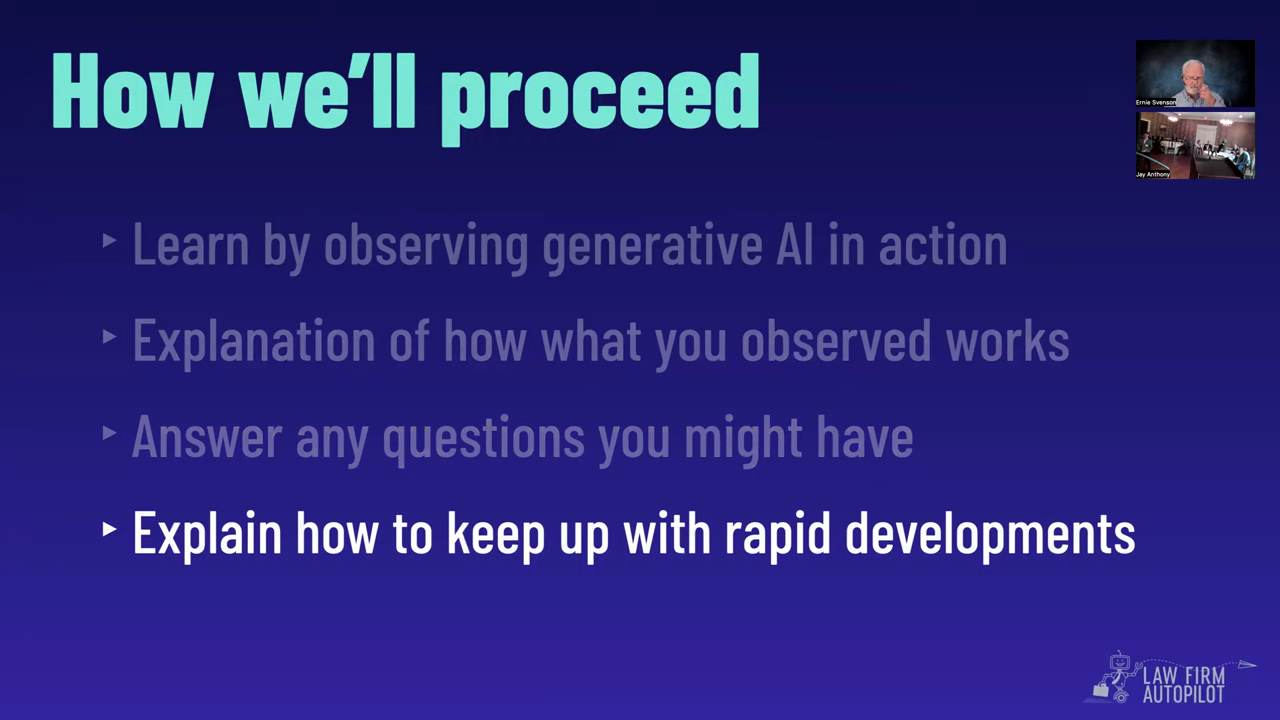 How we’ll proceed
Ernie Svenson
Jay Anthony
‣ Learn by observing generative AI in action
‣ Explanation of how what you observed works
‣ Answer any questions you might have
‣ Explain how to keep up with rapid developments
LAW FIRM
AUTOPILOT